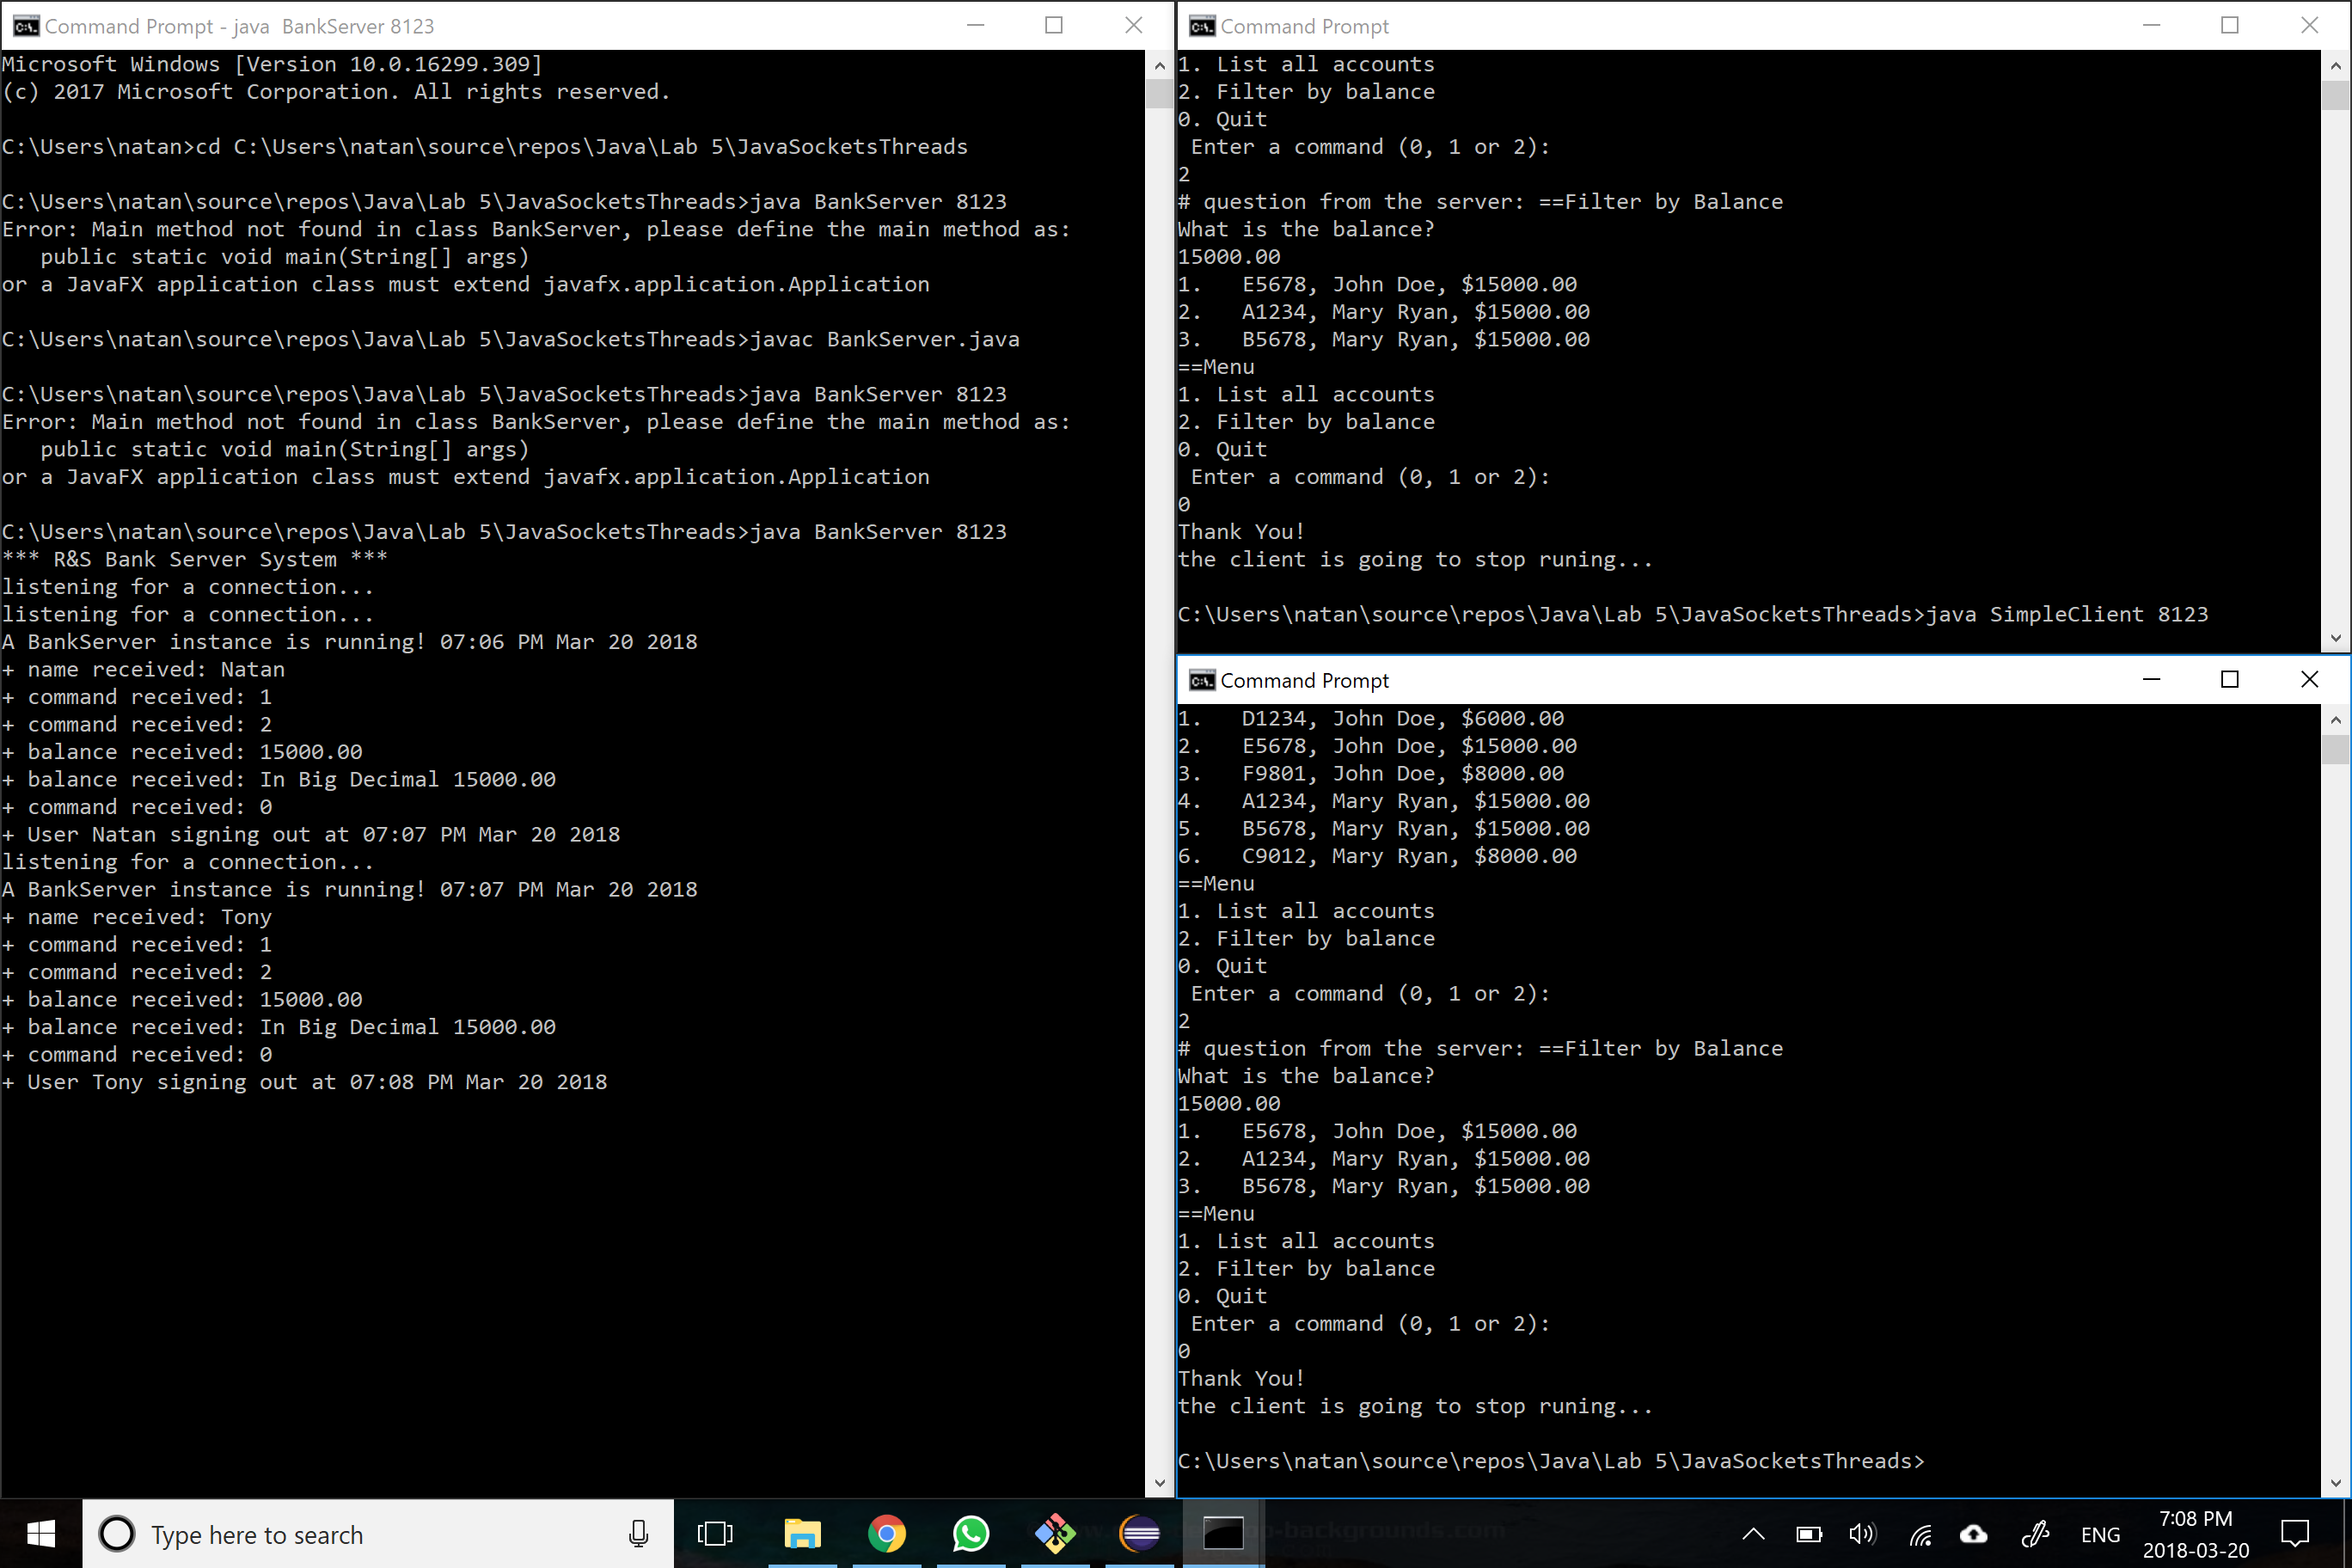 Command Prompt - java  BankServer 8123
Microsoft Windows [Version 10.0.16299.309]
(c) 2017 Microsoft Corporation. All rights reserved.
C:\Users\natan>cd C:\Users\natan\source\repos\Java\Lab 5\JavaSocketsThreads
C:\Users\natan\source\repos\Java\Lab 5\JavaSocketsThreads>java BankServer 8123
Error: Main method not found in class BankServer, please define the main method as:
   public static void main(String[] args)
or a JavaFX application class must extend javafx.application.Application
C:\Users\natan\source\repos\Java\Lab 5\JavaSocketsThreads>javac BankServer.java
C:\Users\natan\source\repos\Java\Lab 5\JavaSocketsThreads>java BankServer 8123
Error: Main method not found in class BankServer, please define the main method as:
   public static void main(String[] args)
or a JavaFX application class must extend javafx.application.Application
C:\Users\natan\source\repos\Java\Lab 5\JavaSocketsThreads>java BankServer 8123
*** R&S Bank Server System ***
listening for a connection...
listening for a connection...
A BankServer instance is running! 07:06 PM Mar 20 2018
+ name received: Natan
+ command received: 1
+ command received: 2
+ balance received: 15000.00
+ balance received: In Big Decimal 15000.00
+ command received: 0
+ User Natan signing out at 07:07 PM Mar 20 2018
listening for a connection...
A BankServer instance is running! 07:07 PM Mar 20 2018
+ name received: Tony
+ command received: 1
+ command received: 2
+ balance received: 15000.00
+ balance received: In Big Decimal 15000.00
+ command received: 0
+ User Tony signing out at 07:08 PM Mar 20 2018
Command Prompt
1. List all accounts
2. Filter by balance
0. Quit
 Enter a command (0, 1 or 2):
2
# question from the server: ==Filter by Balance
What is the balance?
15000.00
1.   E5678, John Doe, $15000.00
2.   A1234, Mary Ryan, $15000.00
3.   B5678, Mary Ryan, $15000.00
==Menu
1. List all accounts
2. Filter by balance
0. Quit
 Enter a command (0, 1 or 2):
0
Thank You!
the client is going to stop runing...
C:\Users\natan\source\repos\Java\Lab 5\JavaSocketsThreads>java SimpleClient 8123
Command Prompt
1.   D1234, John Doe, $6000.00
2.   E5678, John Doe, $15000.00
3.   F9801, John Doe, $8000.00
4.   A1234, Mary Ryan, $15000.00
5.   B5678, Mary Ryan, $15000.00
6.   C9012, Mary Ryan, $8000.00
==Menu
1. List all accounts
2. Filter by balance
0. Quit
 Enter a command (0, 1 or 2):
2
# question from the server: ==Filter by Balance
What is the balance?
15000.00
1.   E5678, John Doe, $15000.00
2.   A1234, Mary Ryan, $15000.00
3.   B5678, Mary Ryan, $15000.00
==Menu
1. List all accounts
2. Filter by balance
0. Quit
 Enter a command (0, 1 or 2):
0
Thank You!
the client is going to stop runing...
C:\Users\natan\source\repos\Java\Lab 5\JavaSocketsThreads>
Type here to search
ENG
7:08 PM
2018-03-20